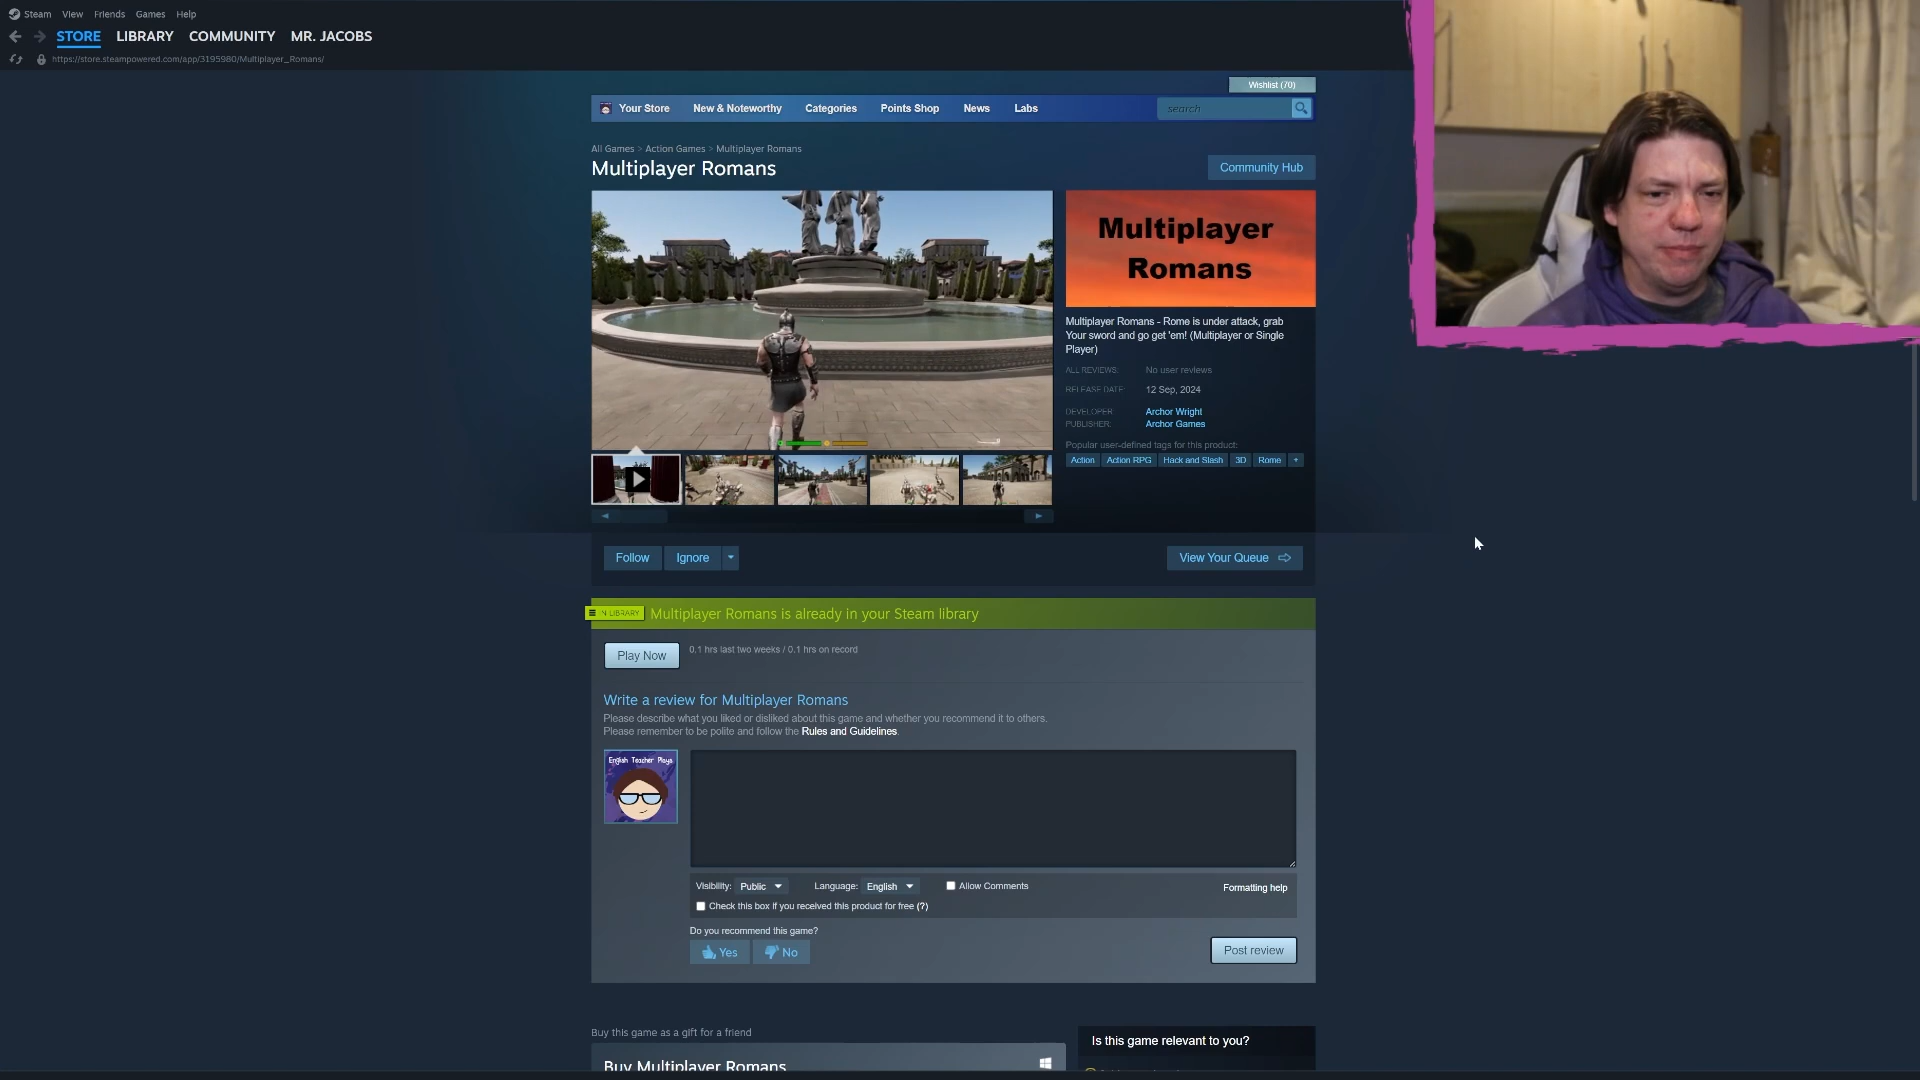 Steam View Friends Games Help
STORE LIBRARY COMMUNITY MR. JACOBS
https://store.steampowered.com/app/3195980/Multiplayer_Romans/
Wishlist (70)
Your Store New & Noteworthy Categories Points Shop News Labs search
All Games > Action Games > Multiplayer Romans
Multiplayer Romans
Community Hub
Multiplayer
Romans
Multiplayer Romans - Rome is under attack, grab
Your sword and go get 'em! (Multiplayer or Single
Player)
ALL REVIEWS: No user reviews
RELEASE DATE: 12 Sep, 2024
DEVELOPER: Archor Wright
PUBLISHER: Archor Games
Popular user-defined tags for this product:
Action Action RPG Hack and Slash 3D Rome +
Follow Ignore
View Your Queue
IN LIBRARY Multiplayer Romans is already in your Steam library
Play Now 0.1 hrs last two weeks / 0.1 hrs on record
Write a review for Multiplayer Romans
Please describe what you liked or disliked about this game and whether you recommend it to others.
Please remember to be polite and follow the Rules and Guidelines.
English Teacher Plays
Visibility: Public Language: English Allow Comments Formatting help
Check this box if you received this product for free (?)
Do you recommend this game?
Yes No
Post review
Buy this game as a gift for a friend
Buy Multiplayer Romans
Is this game relevant to you?